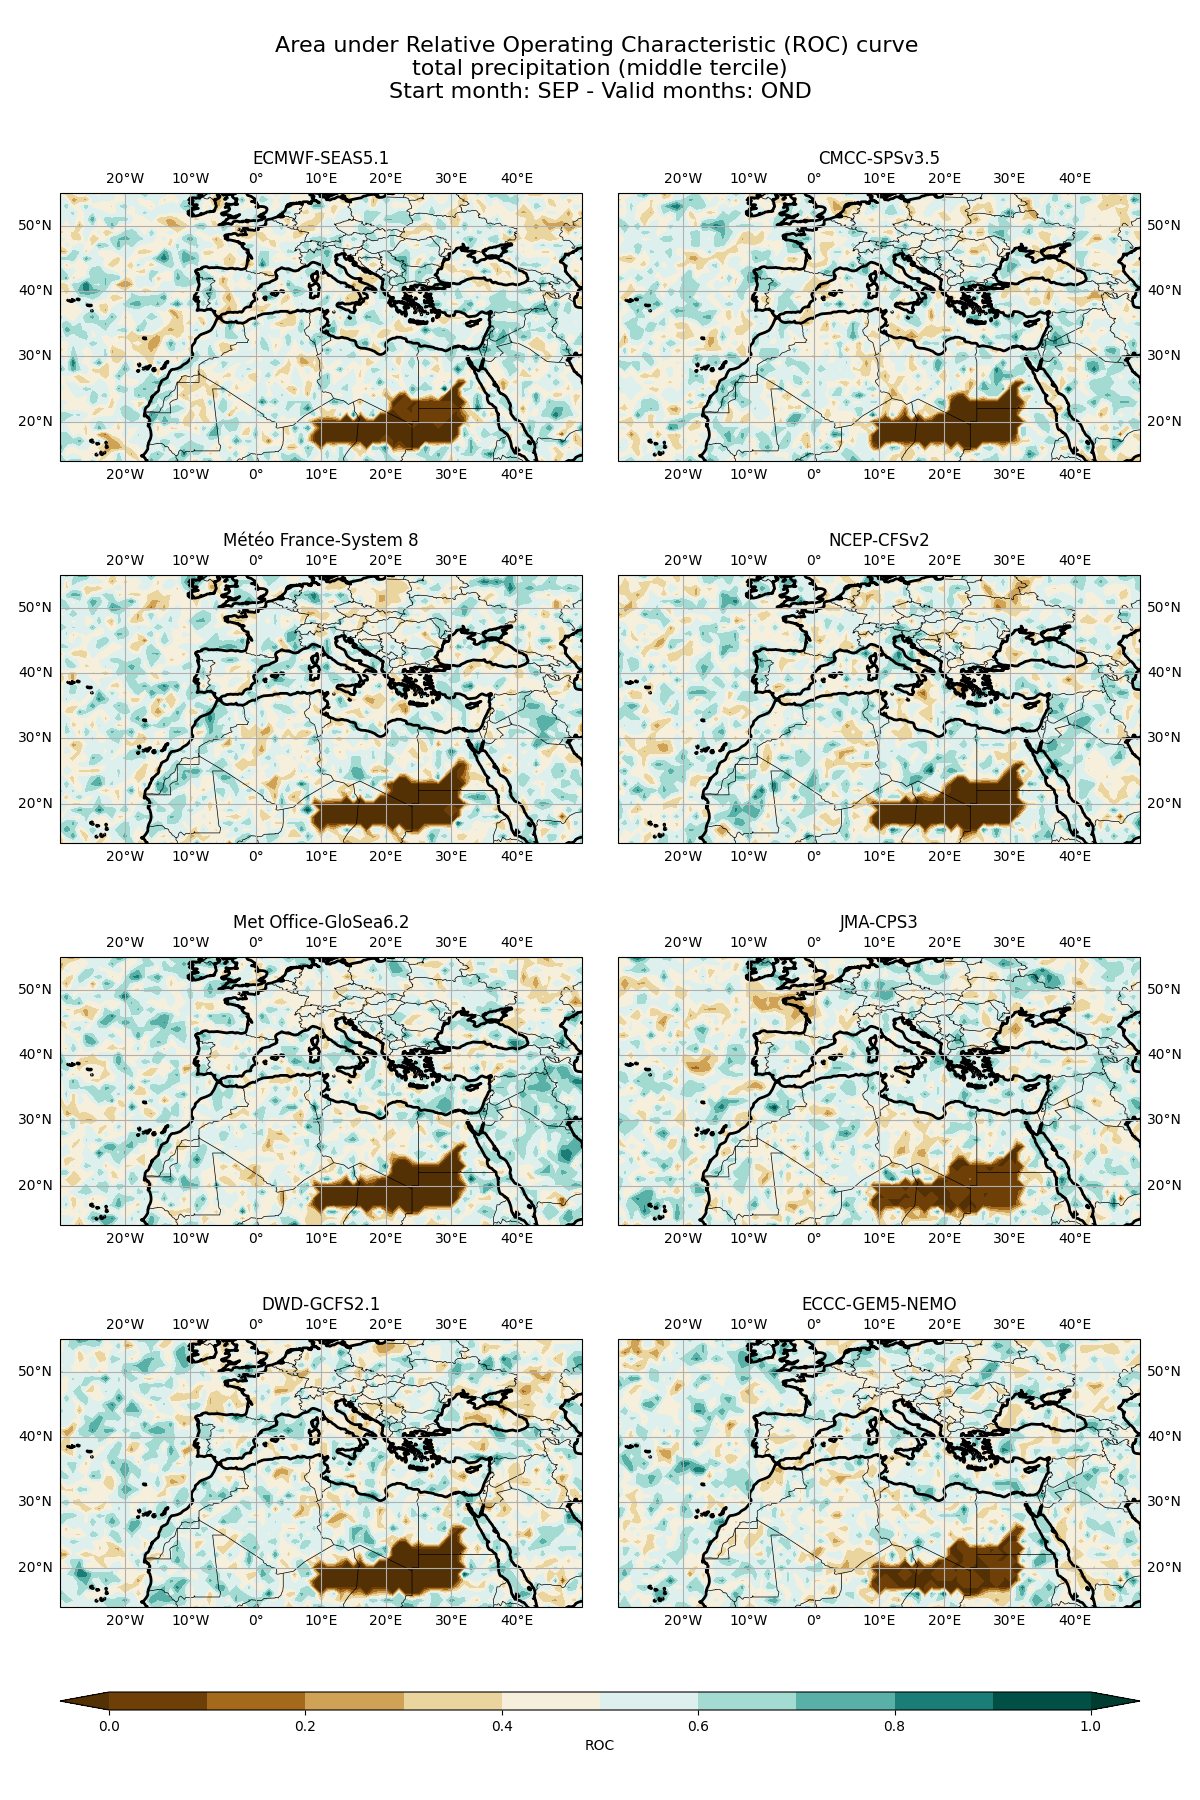 Area under Relative Operating Characteristic (ROC) curve
total precipitation (middle tercile)
Start month: SEP - Valid months: OND
ECMWF-SEAS5.1
20°W 10°W 0° 10°E 20°E 30°E 40°E
50°N
40°N
30°N
20°N
20°W 10°W 0° 10°E 20°E 30°E 40°E
CMCC-SPSv3.5
20°W 10°W 0° 10°E 20°E 30°E 40°E
50°N
40°N
30°N
20°N
20°W 10°W 0° 10°E 20°E 30°E 40°E
Météo France-System 8
20°W 10°W 0° 10°E 20°E 30°E 40°E
50°N
40°N
30°N
20°N
20°W 10°W 0° 10°E 20°E 30°E 40°E
NCEP-CFSv2
20°W 10°W 0° 10°E 20°E 30°E 40°E
50°N
40°N
30°N
20°N
20°W 10°W 0° 10°E 20°E 30°E 40°E
Met Office-GloSea6.2
20°W 10°W 0° 10°E 20°E 30°E 40°E
50°N
40°N
30°N
20°N
20°W 10°W 0° 10°E 20°E 30°E 40°E
JMA-CPS3
20°W 10°W 0° 10°E 20°E 30°E 40°E
50°N
40°N
30°N
20°N
20°W 10°W 0° 10°E 20°E 30°E 40°E
DWD-GCFS2.1
20°W 10°W 0° 10°E 20°E 30°E 40°E
50°N
40°N
30°N
20°N
20°W 10°W 0° 10°E 20°E 30°E 40°E
ECCC-GEM5-NEMO
20°W 10°W 0° 10°E 20°E 30°E 40°E
50°N
40°N
30°N
20°N
20°W 10°W 0° 10°E 20°E 30°E 40°E
0.0 0.2 0.4 0.6 0.8 1.0
ROC